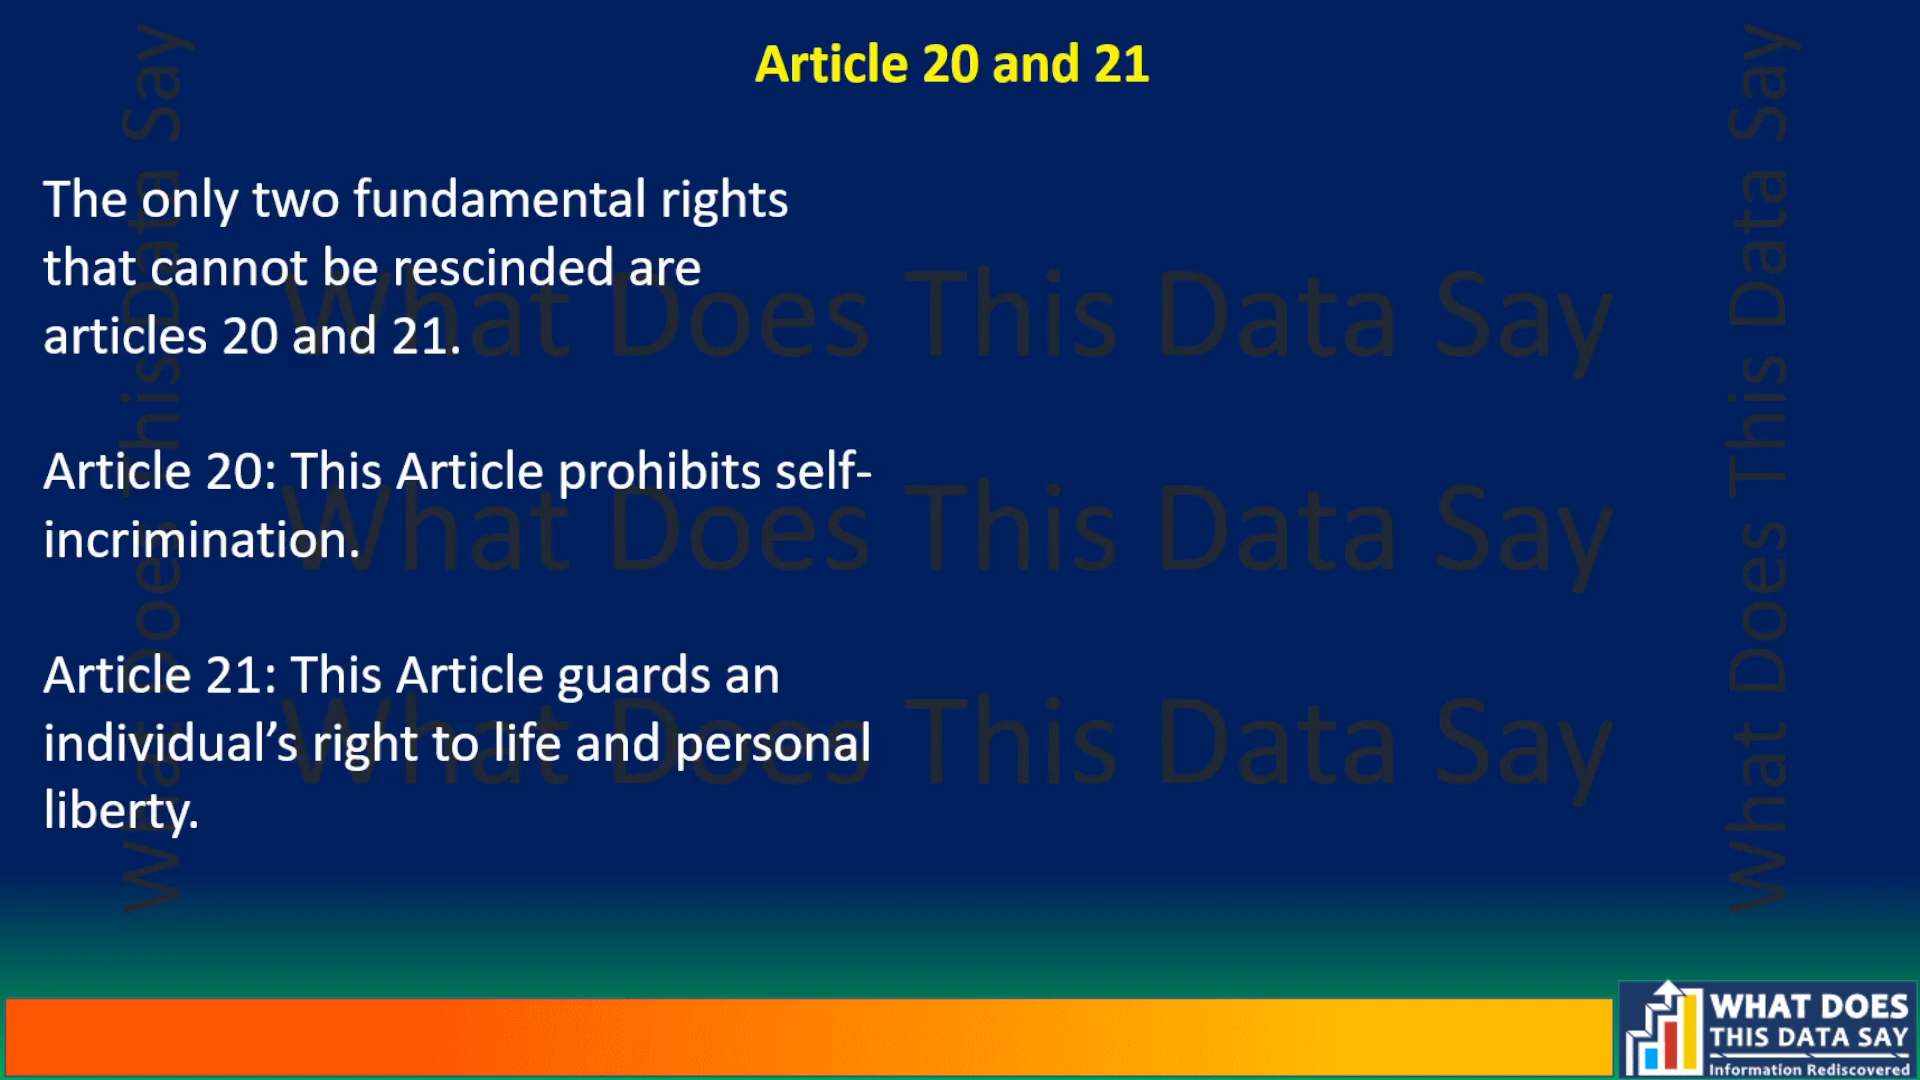 Article 20 and 21
The only two fundamental rights
that cannot be rescinded are
articles 20 and 21.
Article 20: This Article prohibits self-
incrimination.
Article 21: This Article guards an
individual's right to life and personal
liberty.
What Does This Data Say
What Does This Data Say
What Does This Data Say
What Does This Data Say
What Does This Data Say
WHAT DOES
THIS DATA SAY
Information Rediscovered